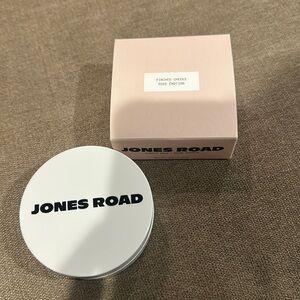 PINCHED CHEEKS
ROSE EMOTION
JONES ROAD
JONES ROAD